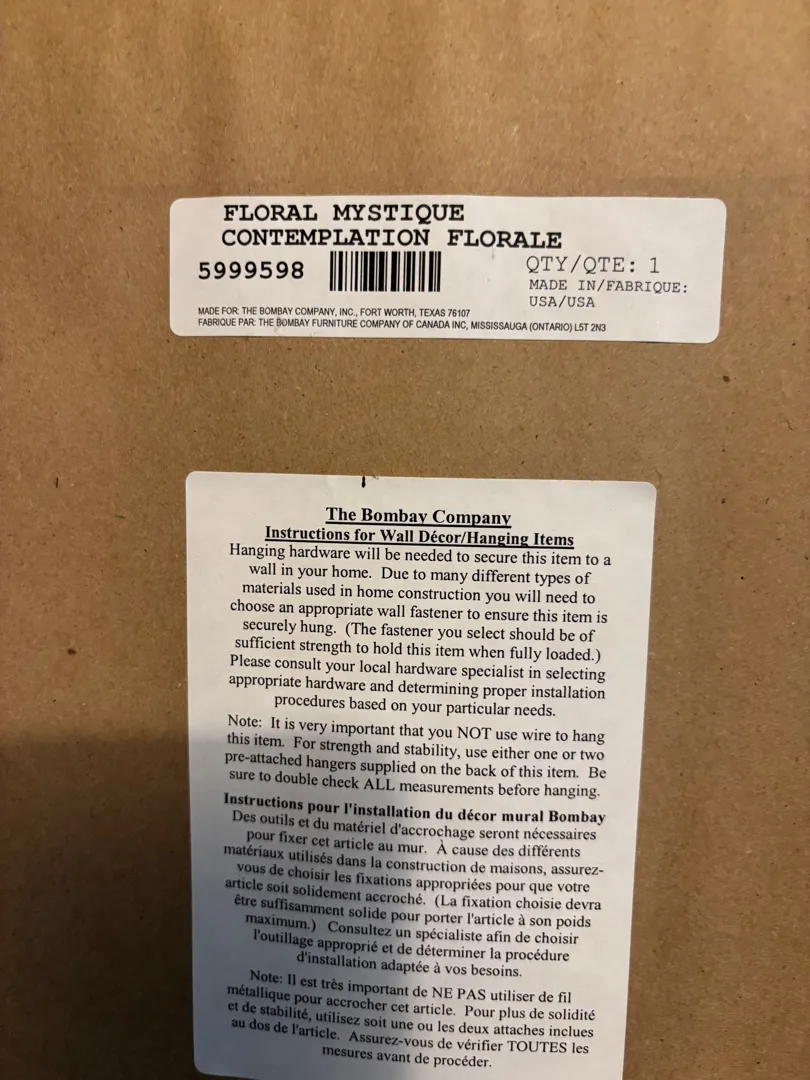 FLORAL MYSTIQUE
CONTEMPLATION FLORALE
5999598
QTY/QTE: 1
MADE IN/FABRIQUE:
USA/USA
MADE FOR: THE BOMBAY COMPANY, INC., FORT WORTH, TEXAS 76107
FABRIQUE PAR: THE BOMBAY FURNITURE COMPANY OF CANADA INC, MISSISSAUGA (ONTARIO) L5T 2N3
The Bombay Company
Instructions for Wall Décor/Hanging Items
Hanging hardware will be needed to secure this item to a
wall in your home. Due to many different types of
materials used in home construction you will need to
choose an appropriate wall fastener to ensure this item is
securely hung. (The fastener you select should be of
sufficient strength to hold this item when fully loaded.)
Please consult your local hardware specialist in selecting
appropriate hardware and determining proper installation
procedures based on your particular needs.
Note: It is very important that you NOT use wire to hang
this item. For strength and stability, use either one or two
pre-attached hangers supplied on the back of this item. Be
sure to double check ALL measurements before hanging.
Instructions pour l'installation du décor mural Bombay
Des outils et du matériel d'accrochage seront nécessaires
pour fixer cet article au mur. À cause des différents
matériaux utilisés dans la construction de maisons, assurez-
vous de choisir les fixations appropriées pour que votre
article soit solidement accroché. (La fixation choisie devra
être suffisamment solide pour porter l'article à son poids
maximum.) Consultez un spécialiste afin de choisir
l'outillage approprié et de déterminer la procédure
d'installation adaptée à vos besoins.
Note: Il est très important de NE PAS utiliser de fil
métallique pour accrocher cet article. Pour plus de solidité
et de stabilité, utilisez soit une ou les deux attaches inclues
au dos de l'article. Assurez-vous de vérifier TOUTES les
mesures avant de procéder.